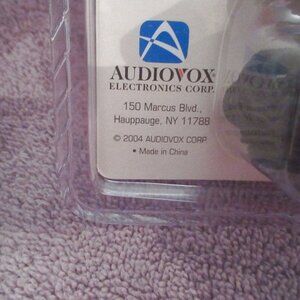 AUDIOVOX
ELECTRONICS CORP.
150 Marcus Blvd.,
Hauppauge, NY 11788
© 2004 AUDIOVOX CORP.
• Made in China